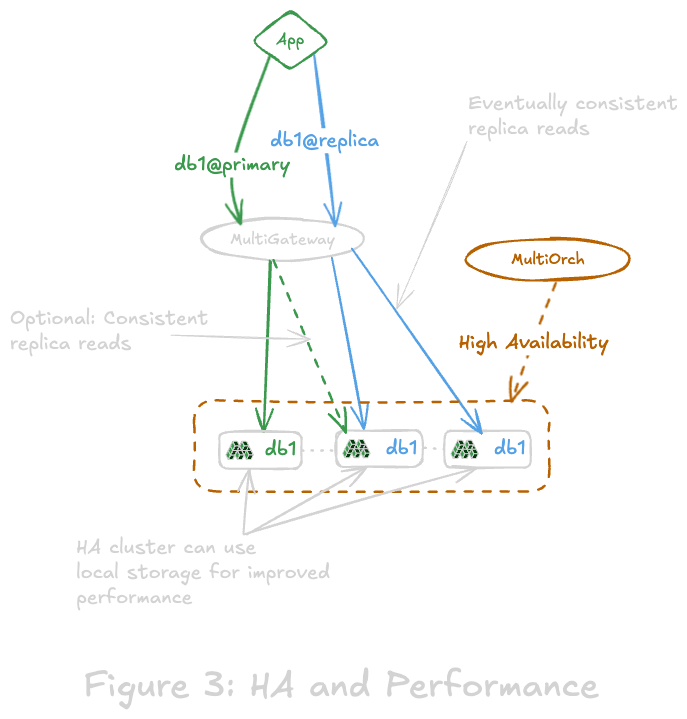 App
Eventually consistent
replica reads
db1@replica
db1@primary
MultiGateway
MultiOrch
Optional: Consistent
replica reads
High Availability
db1
db1
db1
HA cluster can use
local storage for improved
performance
Figure 3: HA and Performance